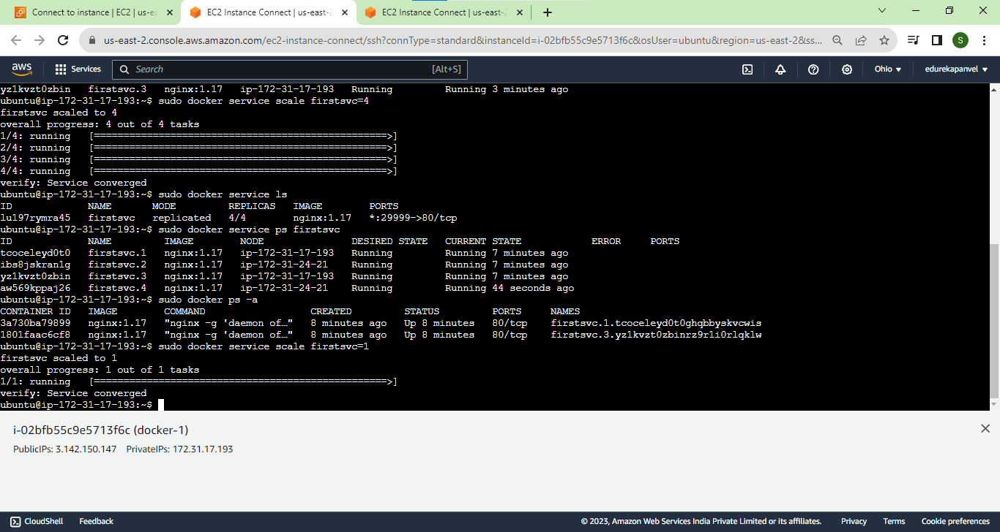 Connect to instance | EC2 | us-ea
EC2 Instance Connect | us-east-2
EC2 Instance Connect | us-east-2
us-east-2.console.aws.amazon.com/ec2-instance-connect/ssh?connType=standard&instanceId=i-02bfb55c9e5713f6c&osUser=ubuntu&region=us-east-2&ss...
S
aws Services Search [Alt+S] Ohio edurekapanvel
yz1kvzt0zbin firstsvc.3 nginx:1.17 ip-172-31-17-193 Running Running 3 minutes ago
ubuntu@ip-172-31-17-193:~$ sudo docker service scale firstsvc=4
firstsvc scaled to 4
overall progress: 4 out of 4 tasks
1/4: running [==================================================>]
2/4: running [==================================================>]
3/4: running [==================================================>]
4/4: running [==================================================>]
verify: Service converged
ubuntu@ip-172-31-17-193:~$ sudo docker service ls
ID NAME MODE REPLICAS IMAGE PORTS
lu197rymra45 firstsvc replicated 4/4 nginx:1.17 *:29999->80/tcp
ubuntu@ip-172-31-17-193:~$ sudo docker service ps firstsvc
ID NAME IMAGE NODE DESIRED STATE CURRENT STATE ERROR PORTS
tcoceleyd0t0 firstsvc.1 nginx:1.17 ip-172-31-17-193 Running Running 7 minutes ago
ibs8jskran1g firstsvc.2 nginx:1.17 ip-172-31-24-21 Running Running 7 minutes ago
yz1kvzt0zbin firstsvc.3 nginx:1.17 ip-172-31-17-193 Running Running 7 minutes ago
aw569kppaj26 firstsvc.4 nginx:1.17 ip-172-31-24-21 Running Running 44 seconds ago
ubuntu@ip-172-31-17-193:~$ sudo docker ps -a
CONTAINER ID IMAGE COMMAND CREATED STATUS PORTS NAMES
3a730ba79899 nginx:1.17 "nginx -g 'daemon of…" 8 minutes ago Up 8 minutes 80/tcp firstsvc.1.tcoceleyd0t0ghqbbyskvcwis
1801faac6cf8 nginx:1.17 "nginx -g 'daemon of…" 8 minutes ago Up 8 minutes 80/tcp firstsvc.3.yz1kvzt0zbinrz9r1i0rlqklw
ubuntu@ip-172-31-17-193:~$ sudo docker service scale firstsvc=1
firstsvc scaled to 1
overall progress: 1 out of 1 tasks
1/1: running [==================================================>]
verify: Service converged
ubuntu@ip-172-31-17-193:~$
i-02bfb55c9e5713f6c (docker-1)
PublicIPs: 3.142.150.147 PrivateIPs: 172.31.17.193
CloudShell Feedback © 2023, Amazon Web Services India Private Limited or its affiliates. Privacy Terms Cookie preferences